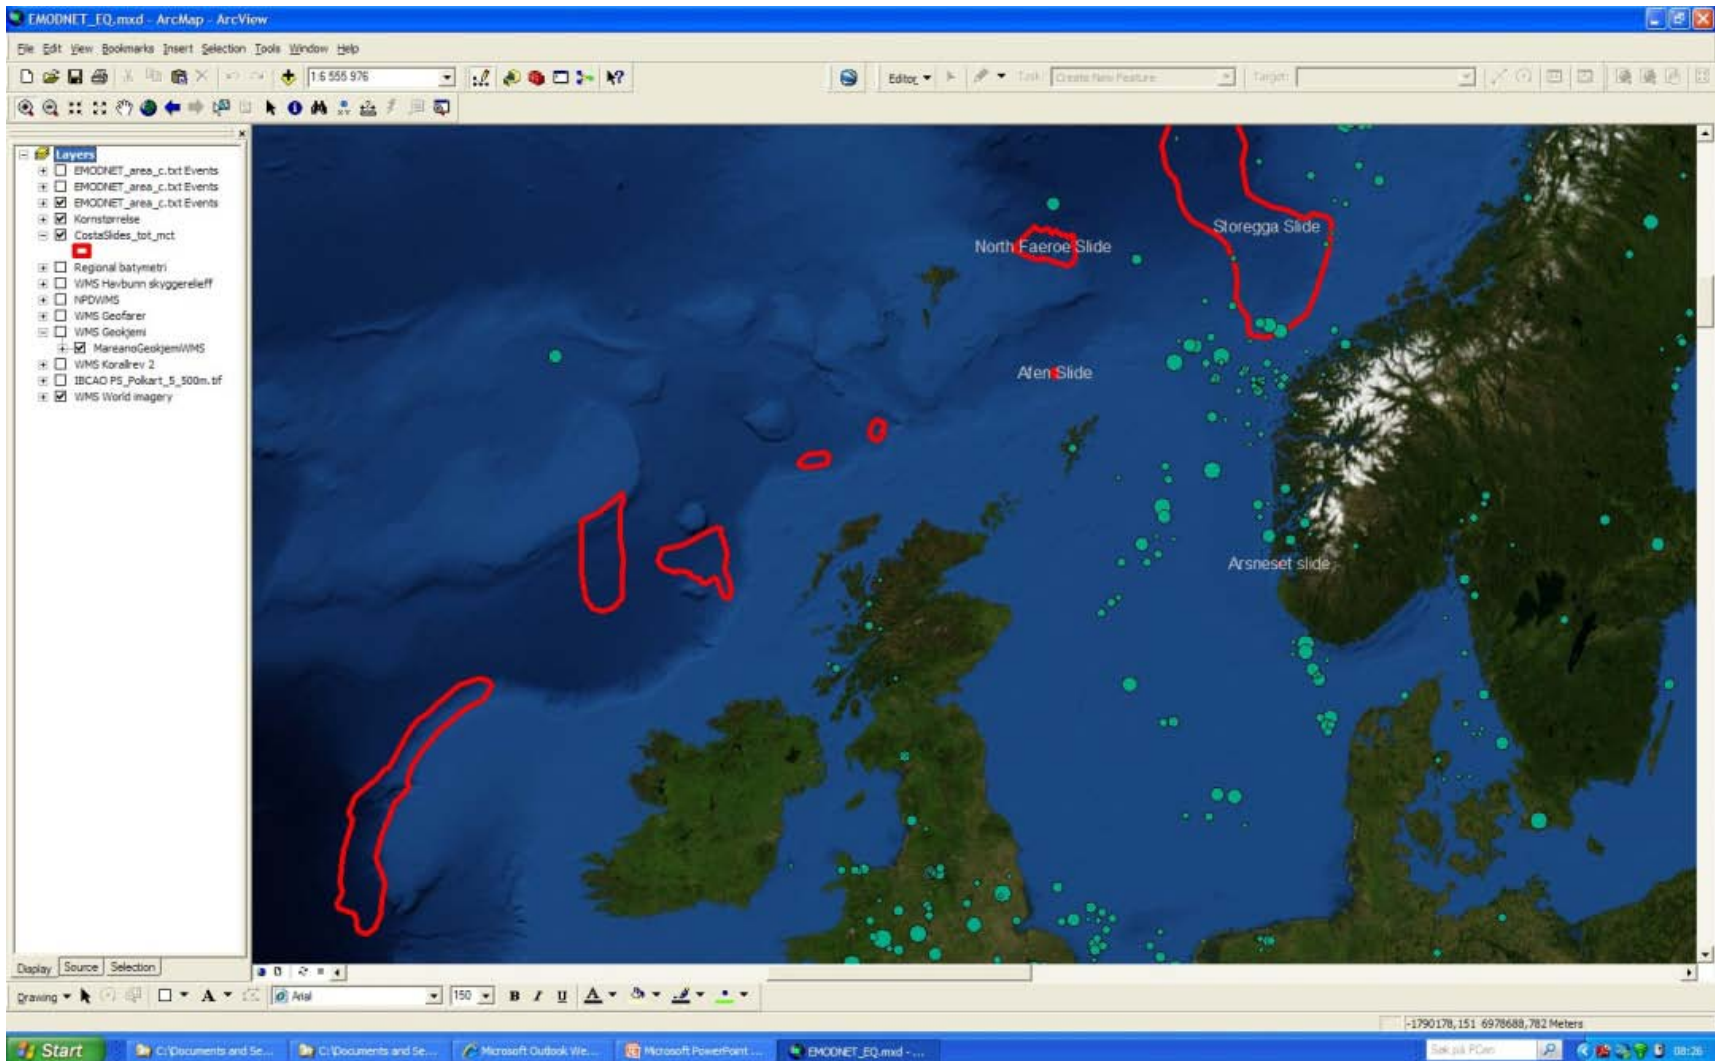 EMODNET_EQ.mxd - ArcMap - ArcView
File Edit View Bookmarks Insert Selection Tools Window Help
1:6 555 976
Editor Task: Create New Feature Target:
Layers
EMODNET_area_c.txt Events
EMODNET_area_c.txt Events
EMODNET_area_c.txt Events
Kornstørrelse
CostaSlides_tot_mct
Regional batymetri
WMS Havbunn skyggerelieff
NPDWMS
WMS Geofarer
WMS Geokjemi
MareanoGeokjemiWMS
WMS Korallrev 2
IBCAO PS_Polkart_5_500m.tif
WMS World imagery
Storegga Slide
North Faeroe Slide
Afen Slide
Arsneset slide
Display Source Selection
Drawing A Arial 150 B I U A
-1790178,151 6978688,782 Meters
Start C:\Documents and Se... C:\Documents and Se... Microsoft Outlook We... Microsoft PowerPoint ... EMODNET_EQ.mxd - ... Søk på PCen 08:26